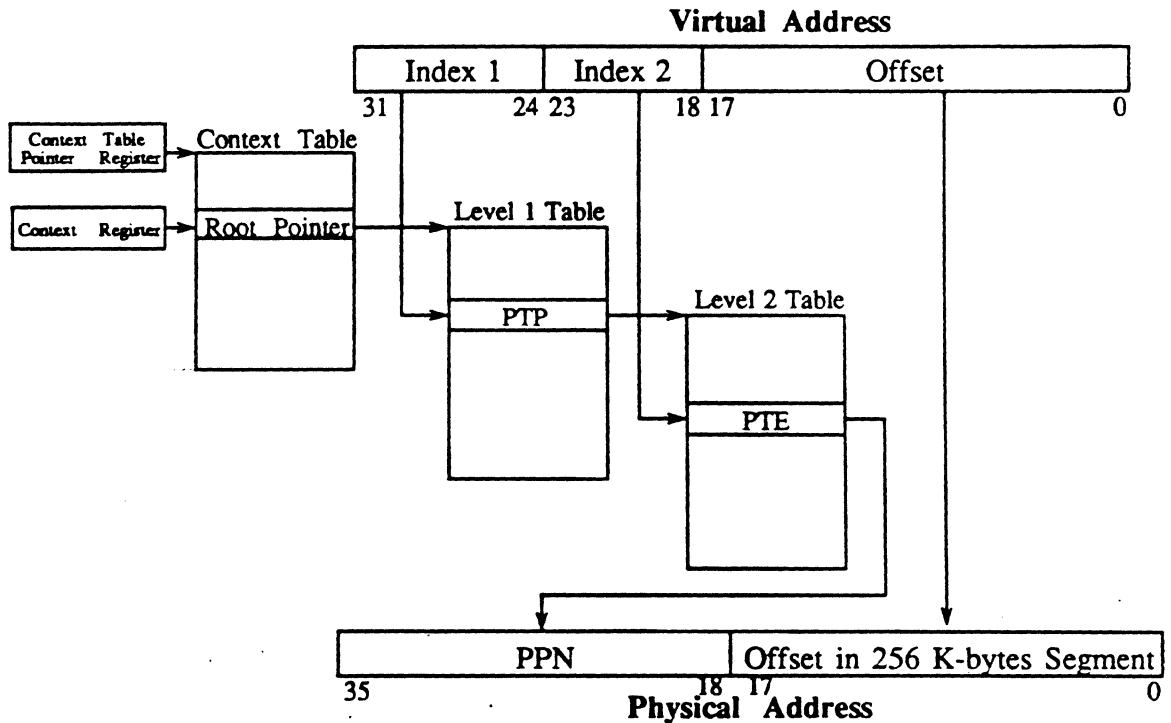 Virtual Address
Index 1 Index 2 Offset
31 24 23 18 17 0
Context Table
Pointer Register
Context Table
Context Register
Root Pointer
Level 1 Table
PTP
Level 2 Table
PTE
PPN Offset in 256 K-bytes Segment
35 18 17 0
Physical Address